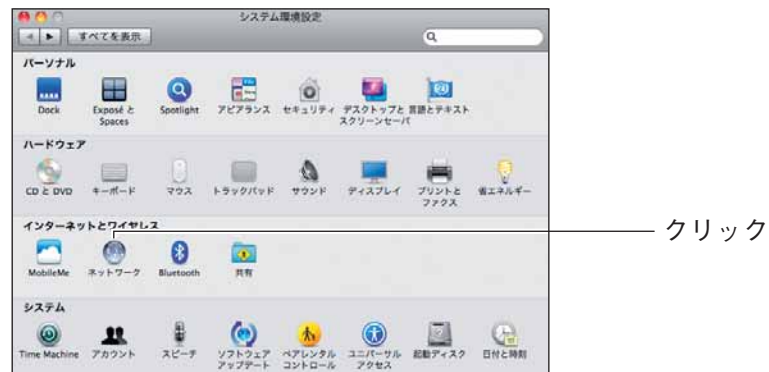 システム環境設定
すべてを表示
パーソナル
Dock
Exposé と
Spaces
Spotlight
アピアランス
セキュリティ
デスクトップと
スクリーンセーバ
言語とテキスト
ハードウェア
CD と DVD
キーボード
マウス
トラックパッド
サウンド
ディスプレイ
プリントと
ファクス
省エネルギー
インターネットとワイヤレス
クリック
MobileMe
ネットワーク
Bluetooth
共有
システム
Time Machine
アカウント
スピーチ
ソフトウェア
アップデート
ペアレンタル
コントロール
ユニバーサル
アクセス
起動ディスク
日付と時刻